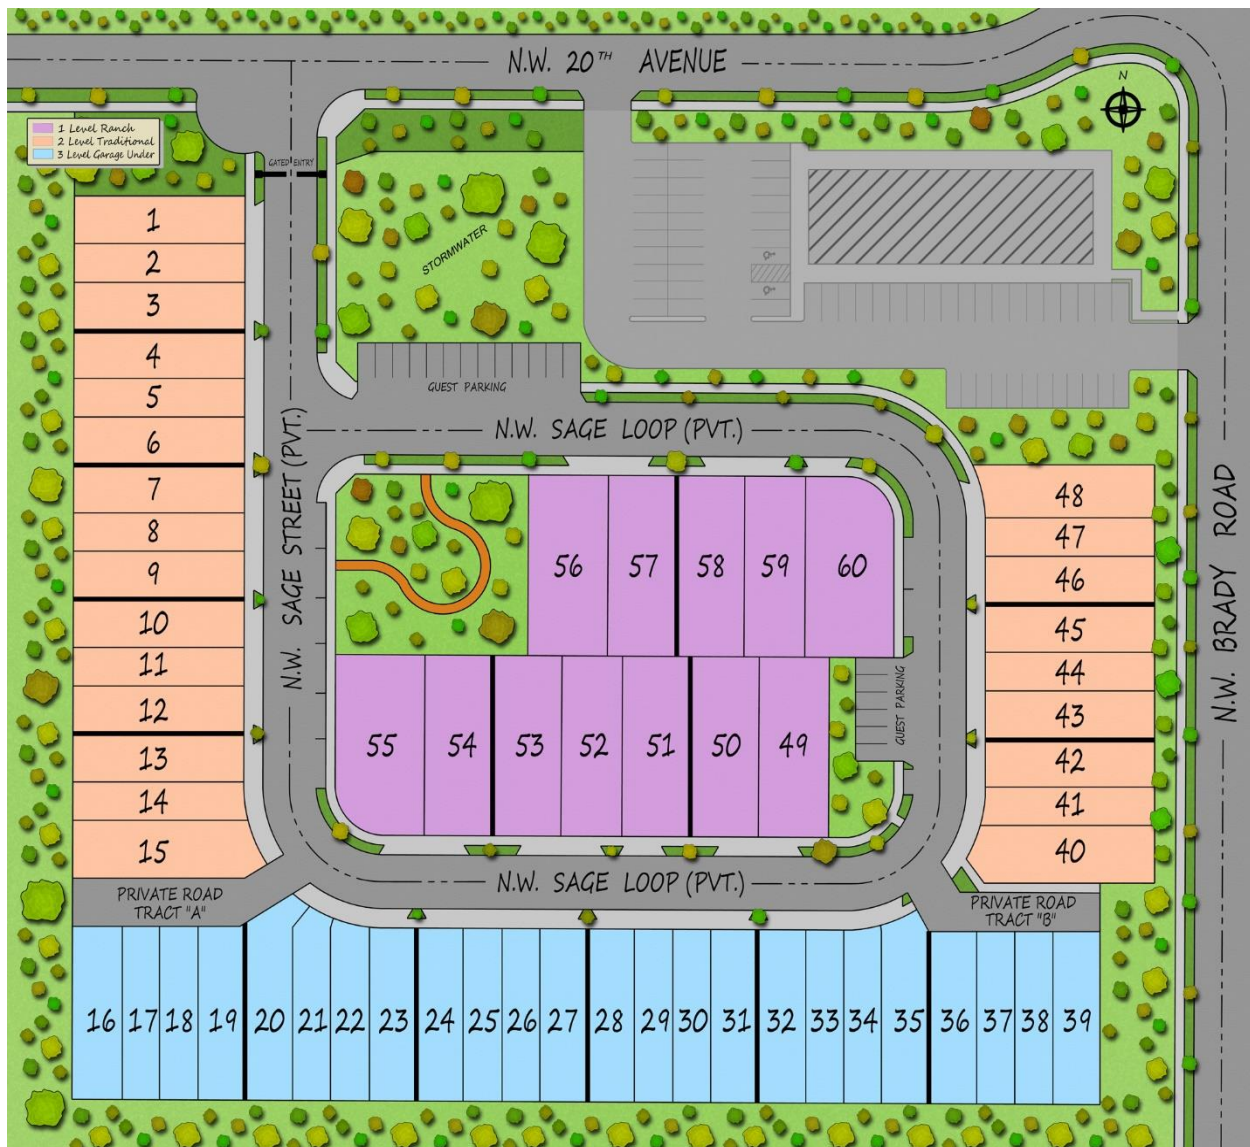 N.W. 20TH AVENUE
N
1 Level Ranch
2 Level Traditional
3 Level Garage Under
GATED ENTRY
STORMWATER
GUEST PARKING
N.W. SAGE LOOP (PVT.)
N.W. SAGE STREET (PVT.)
N.W. BRADY ROAD
1
2
3
4
5
6
7
8
9
10
11
12
13
14
15
56 57 58 59 60
55 54 53 52 51 50 49
GUEST PARKING
48
47
46
45
44
43
42
41
40
N.W. SAGE LOOP (PVT.)
PRIVATE ROAD
TRACT "A"
PRIVATE ROAD
TRACT "B"
16 17 18 19 20 21 22 23 24 25 26 27 28 29 30 31 32 33 34 35 36 37 38 39